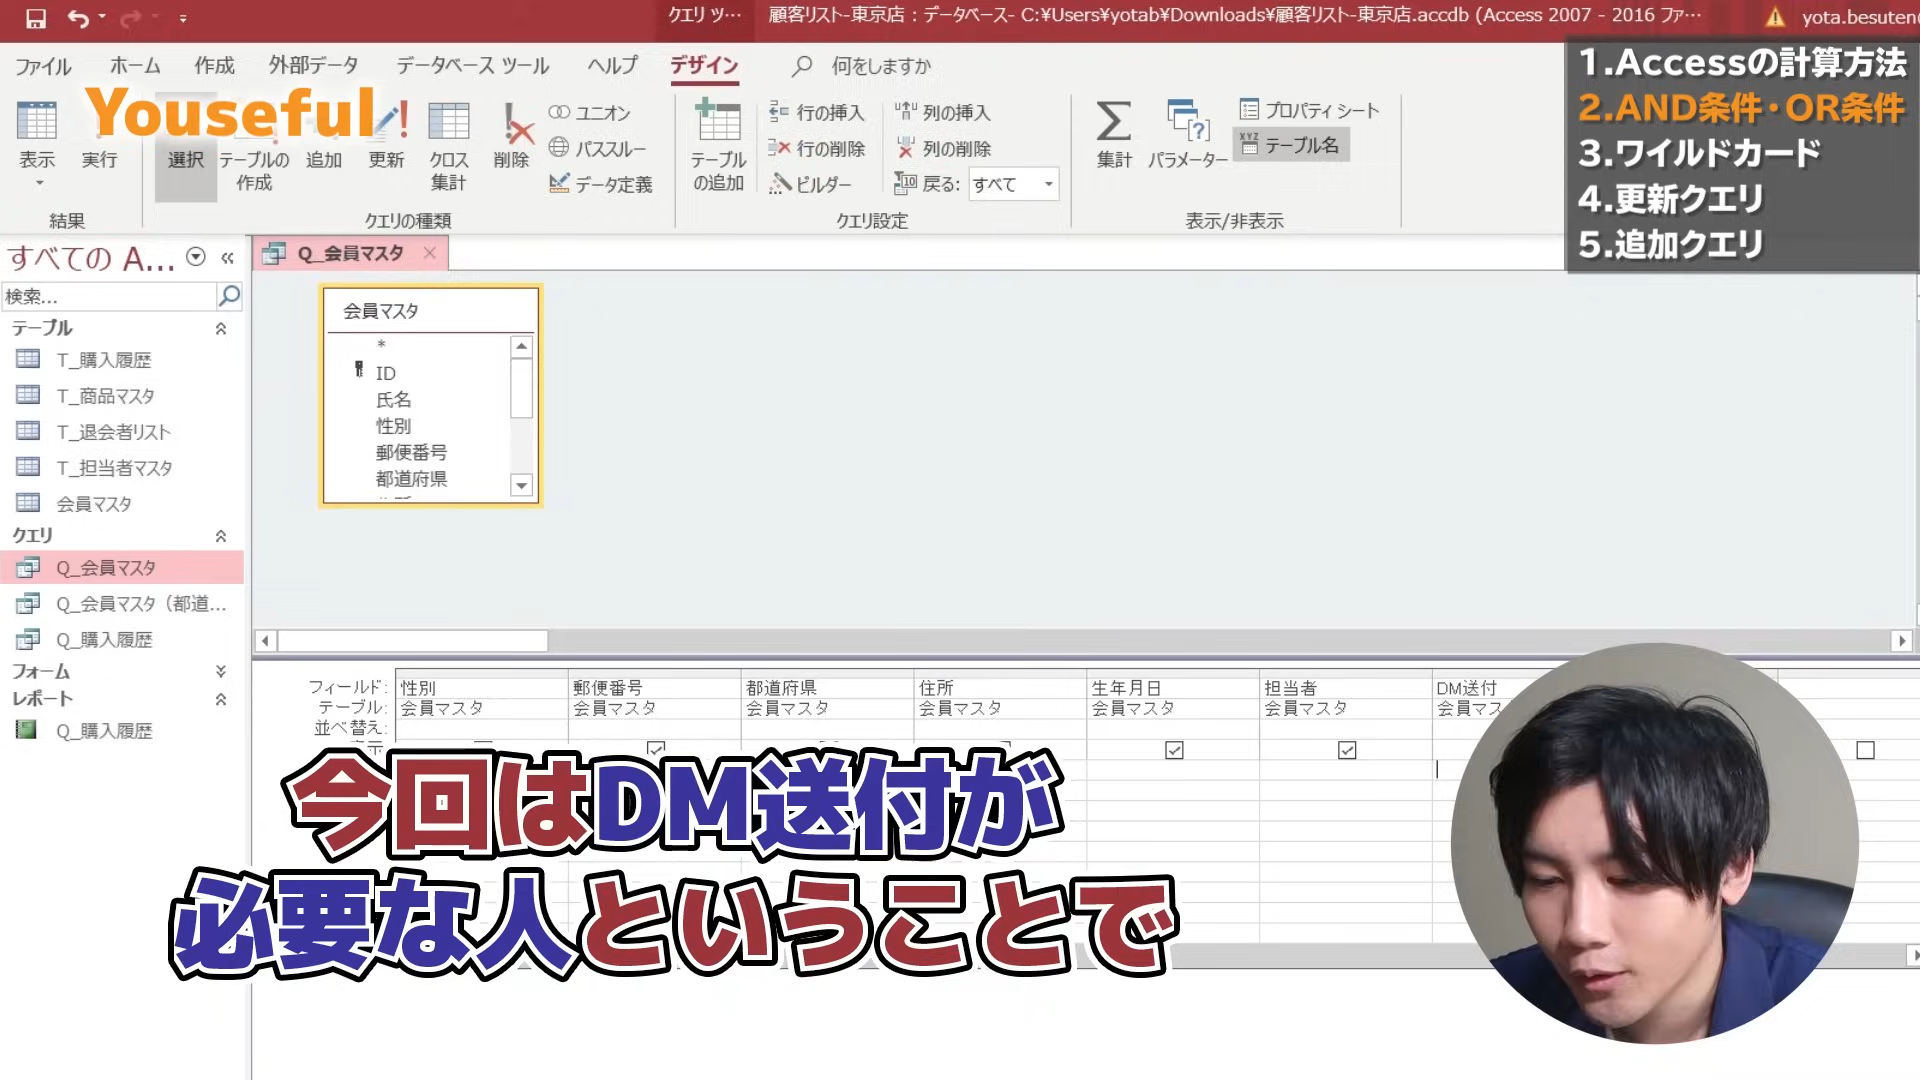 クエリ ツ…
顧客リスト-東京店：データベース- C:¥Users¥yotab¥Downloads¥顧客リスト-東京店.accdb (Access 2007 - 2016 ファ…
yota.besuten
ファイル
ホーム
作成
外部データ
データベース ツール
ヘルプ
デザイン
何をしますか
Youseful
表示
実行
結果
選択
テーブルの
作成
追加
更新
クロス
集計
削除
ユニオン
パススルー
データ定義
クエリの種類
テーブル
の追加
行の挿入
行の削除
ビルダー
列の挿入
列の削除
戻る:
すべて
クエリ設定
集計
パラメーター
プロパティ シート
テーブル名
表示/非表示
1.Accessの計算方法
2.AND条件・OR条件
3.ワイルドカード
4.更新クエリ
5.追加クエリ
すべての A...
検索...
テーブル
T_購入履歴
T_商品マスタ
T_退会者リスト
T_担当者マスタ
会員マスタ
クエリ
Q_会員マスタ
Q_会員マスタ（都道...
Q_購入履歴
フォーム
レポート
Q_購入履歴
Q_会員マスタ
会員マスタ
*
ID
氏名
性別
郵便番号
都道府県
フィールド: 性別 郵便番号 都道府県 住所 生年月日 担当者 DM送付
テーブル: 会員マスタ 会員マスタ 会員マスタ 会員マスタ 会員マスタ 会員マスタ 会員マス
並べ替え:
今回はDM送付が
必要な人ということで